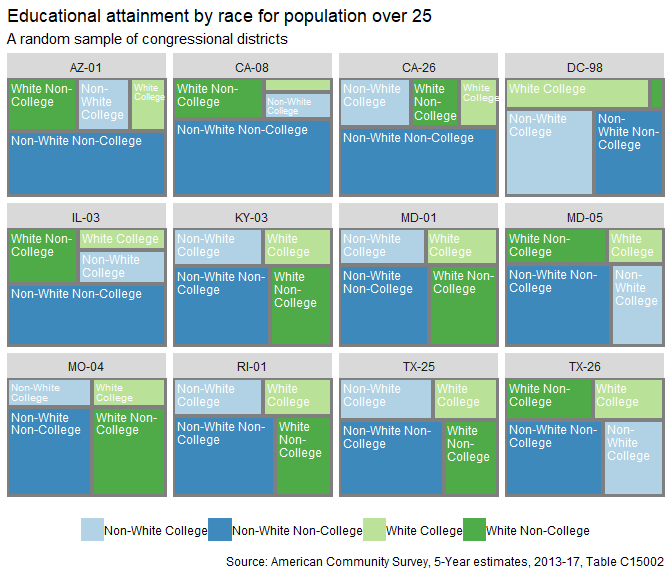 Educational attainment by race for population over 25
A random sample of congressional districts
AZ-01
CA-08
CA-26
DC-98
White Non-
College
Non-
White
College
White
College
Non-White Non-College
White Non-
College
Non-White
College
Non-White Non-College
Non-White
College
White
Non-
College
White
College
Non-White Non-College
White College
Non-White
College
Non-
White Non-
College
IL-03
KY-03
MD-01
MD-05
White Non-
College
White College
Non-White
College
Non-White Non-College
Non-White
College
White
College
Non-White Non-
College
White
Non-
College
Non-White
College
White
College
Non-White
Non-College
White Non-
College
White Non-
College
White
College
Non-White Non-
College
Non-
White
College
MO-04
RI-01
TX-25
TX-26
Non-White
College
White
College
Non-White
Non-College
White Non-
College
Non-White
College
White
College
Non-White Non-
College
White
Non-
College
Non-White
College
White
College
Non-White Non-
College
White
Non-
College
White Non-
College
White
College
Non-White
Non-College
Non-
White
College
Non-White College Non-White Non-College White College White Non-College
Source: American Community Survey, 5-Year estimates, 2013-17, Table C15002